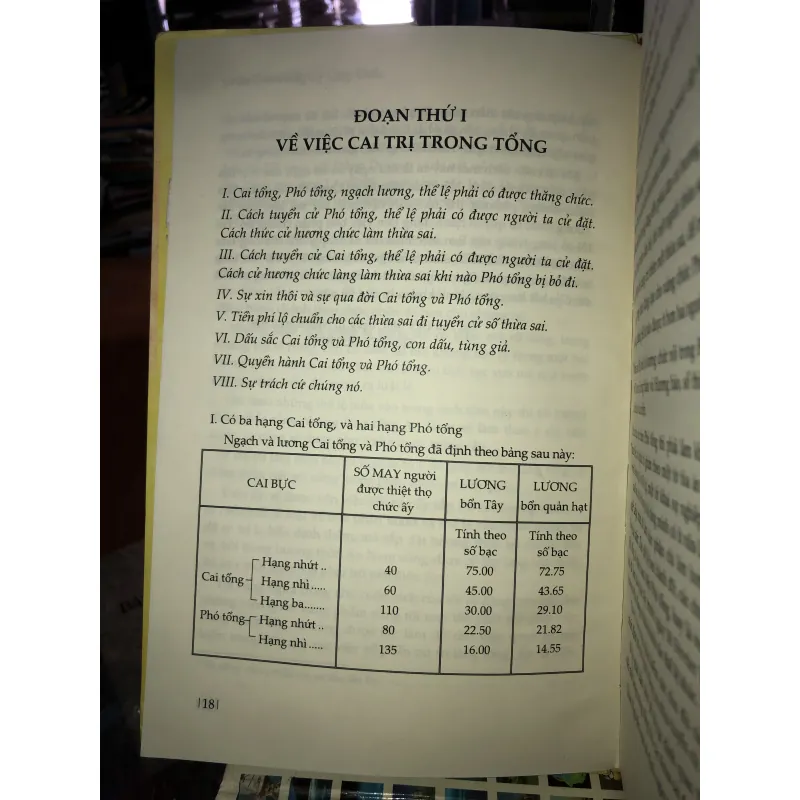 ĐOẠN THỨ I
VỀ VIỆC CAI TRỊ TRONG TỔNG
I. Cai tổng, Phó tổng, ngạch lương, thể lệ phải có được thăng chức.
II. Cách tuyển cử Phó tổng, thể lệ phải có được người ta cử đặt.
Cách thức cử hương chức làm thừa sai.
III. Cách tuyển cử Cai tổng, thể lệ phải có được người ta cử đặt.
Cách cử hương chức làng làm thừa sai khi nào Phó tổng bị bỏ đi.
IV. Sự xin thôi và sự qua đời Cai tổng và Phó tổng.
V. Tiền phí lộ chuẩn cho các thừa sai đi tuyển cử số thừa sai.
VI. Dấu sắc Cai tổng và Phó tổng, con dấu, tùng giả.
VII. Quyền hành Cai tổng và Phó tổng.
VIII. Sự trách cứ chúng nó.
I. Có ba hạng Cai tổng, và hai hạng Phó tổng
Ngạch và lương Cai tổng và Phó tổng đã định theo bảng sau này:
CAI BỰC SỐ MAY người được thiệt thọ chức ấy LƯƠNG bổn Tây LƯƠNG bổn quản hạt
Tính theo số bạc Tính theo số bạc
Cai tổng Hạng nhứt .. 40 75.00 72.75
Hạng nhì ..... 60 45.00 43.65
Hạng ba....... 110 30.00 29.10
Phó tổng Hạng nhứt .. 80 22.50 21.82
Hạng nhì ..... 135 16.00 14.55
|18|